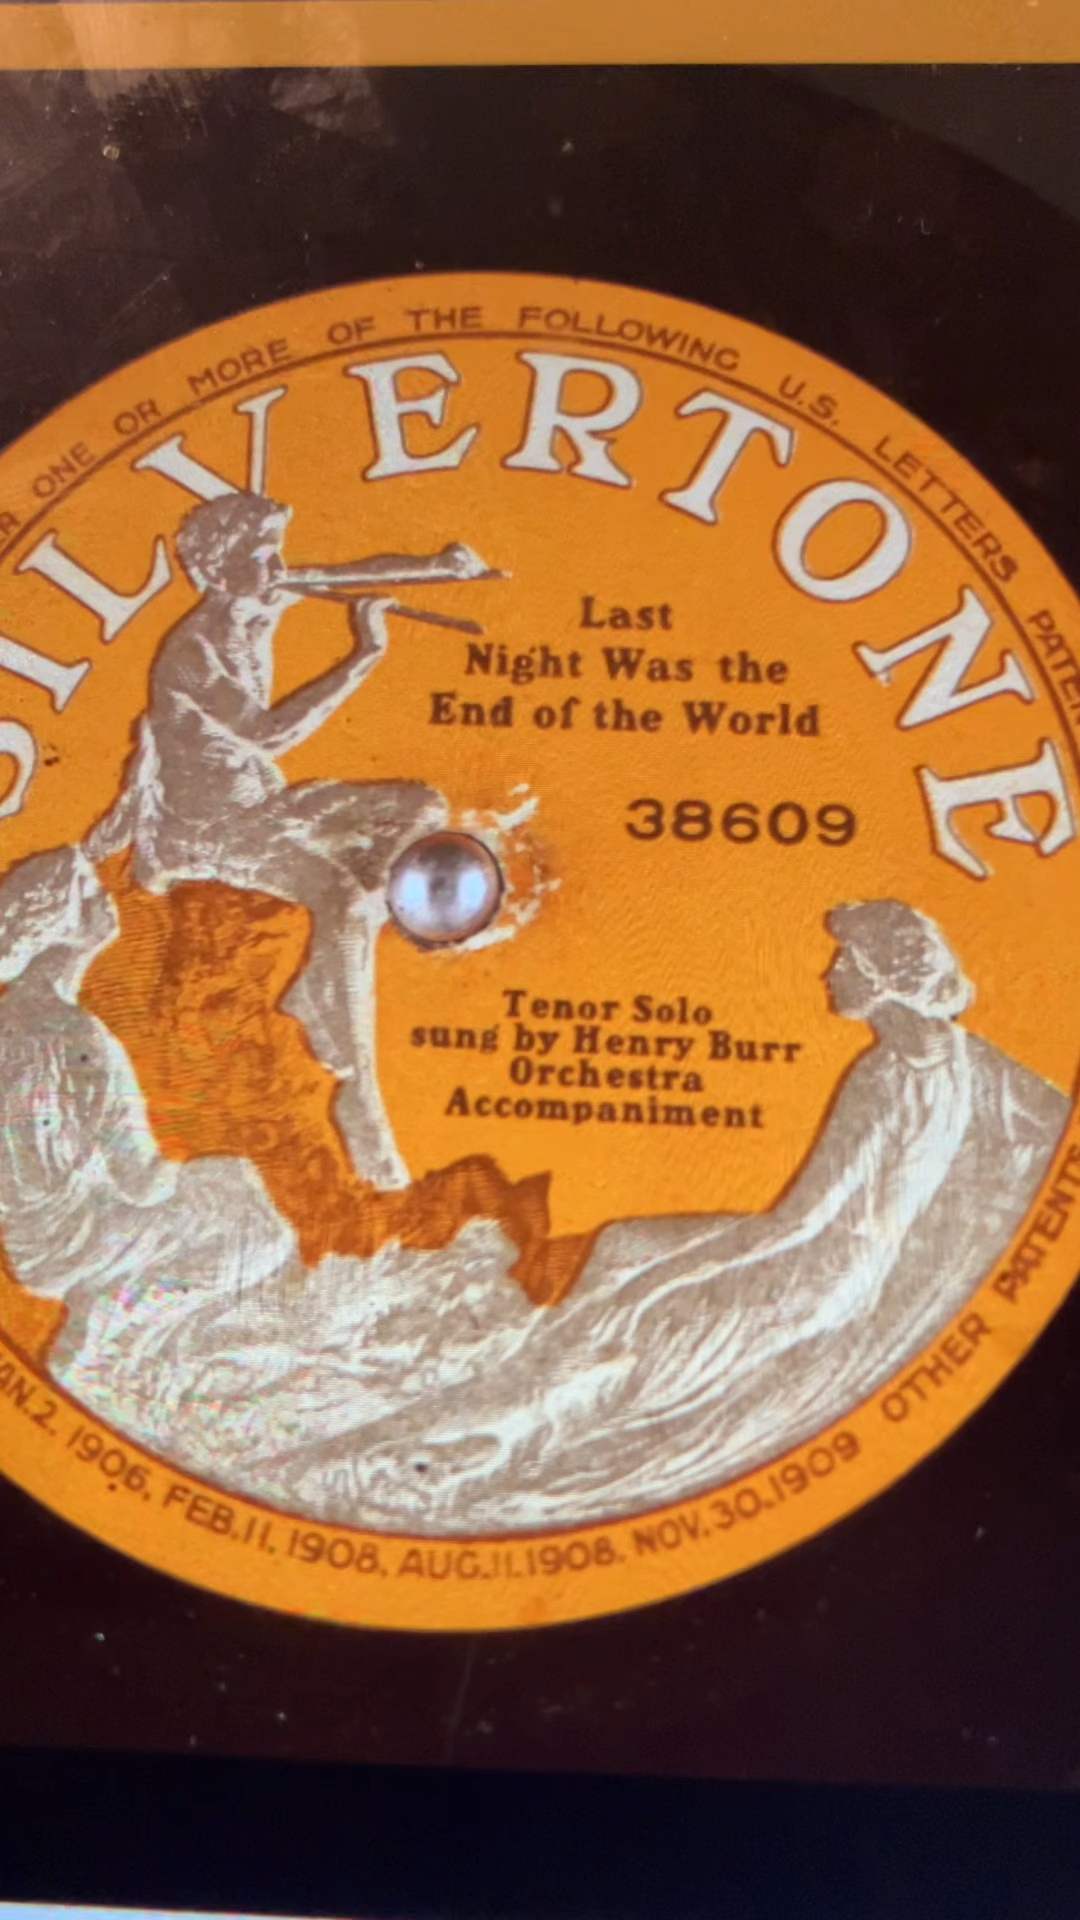 ONE OR MORE OF THE FOLLOWING U.S. LETTERS
SILVERTONE
Last
Night Was the
End of the World
38609
Tenor Solo
sung by Henry Burr
Orchestra
Accompaniment
1906, FEB.11, 1908, AUG.11.1908. NOV.30.1909 OTHER PATENTS